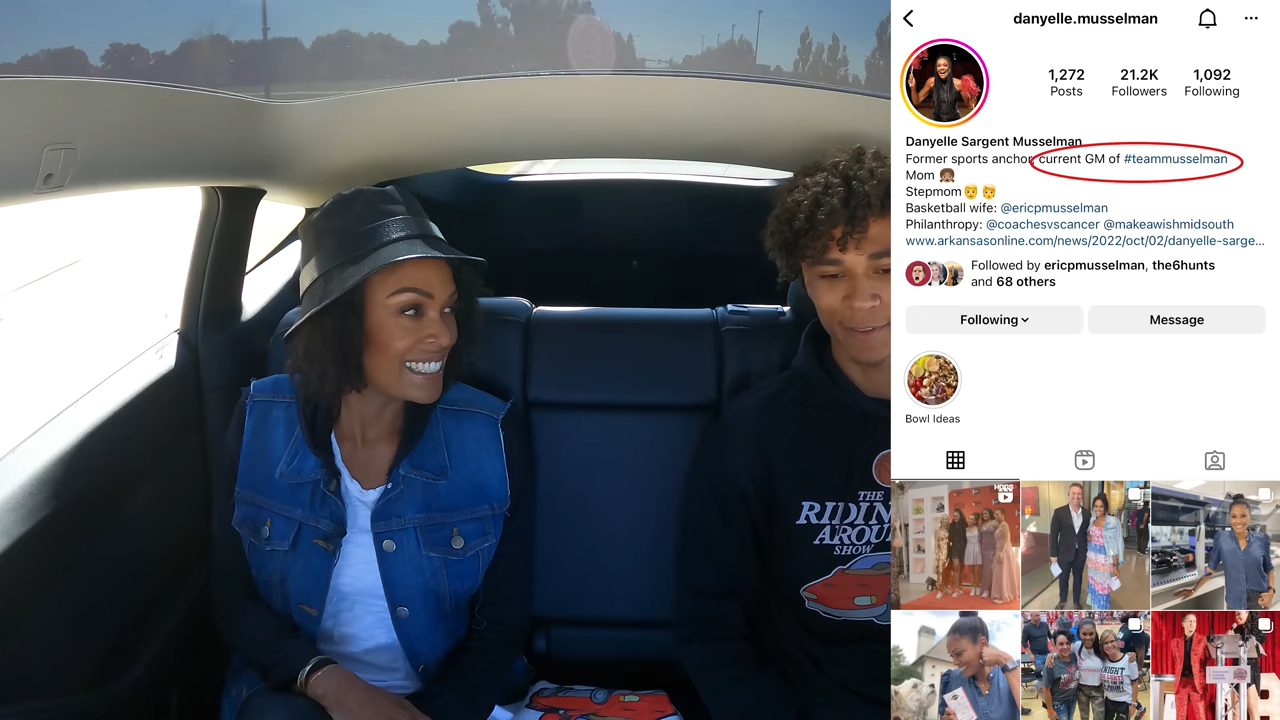 THE
RIDIN
AROU
SHOW
danyelle.musselman
1,272
Posts
21.2K
Followers
1,092
Following
Danyelle Sargent Musselman
Former sports anchor, current GM of #teammusselman
Mom
Stepmom
Basketball wife: @ericpmusselman
Philanthropy: @coachesvscancer @makeawishmidsouth
www.arkansasonline.com/news/2022/oct/02/danyelle-sarge...
Followed by ericpmusselman, the6hunts
and 68 others
Following
Message
Bowl Ideas